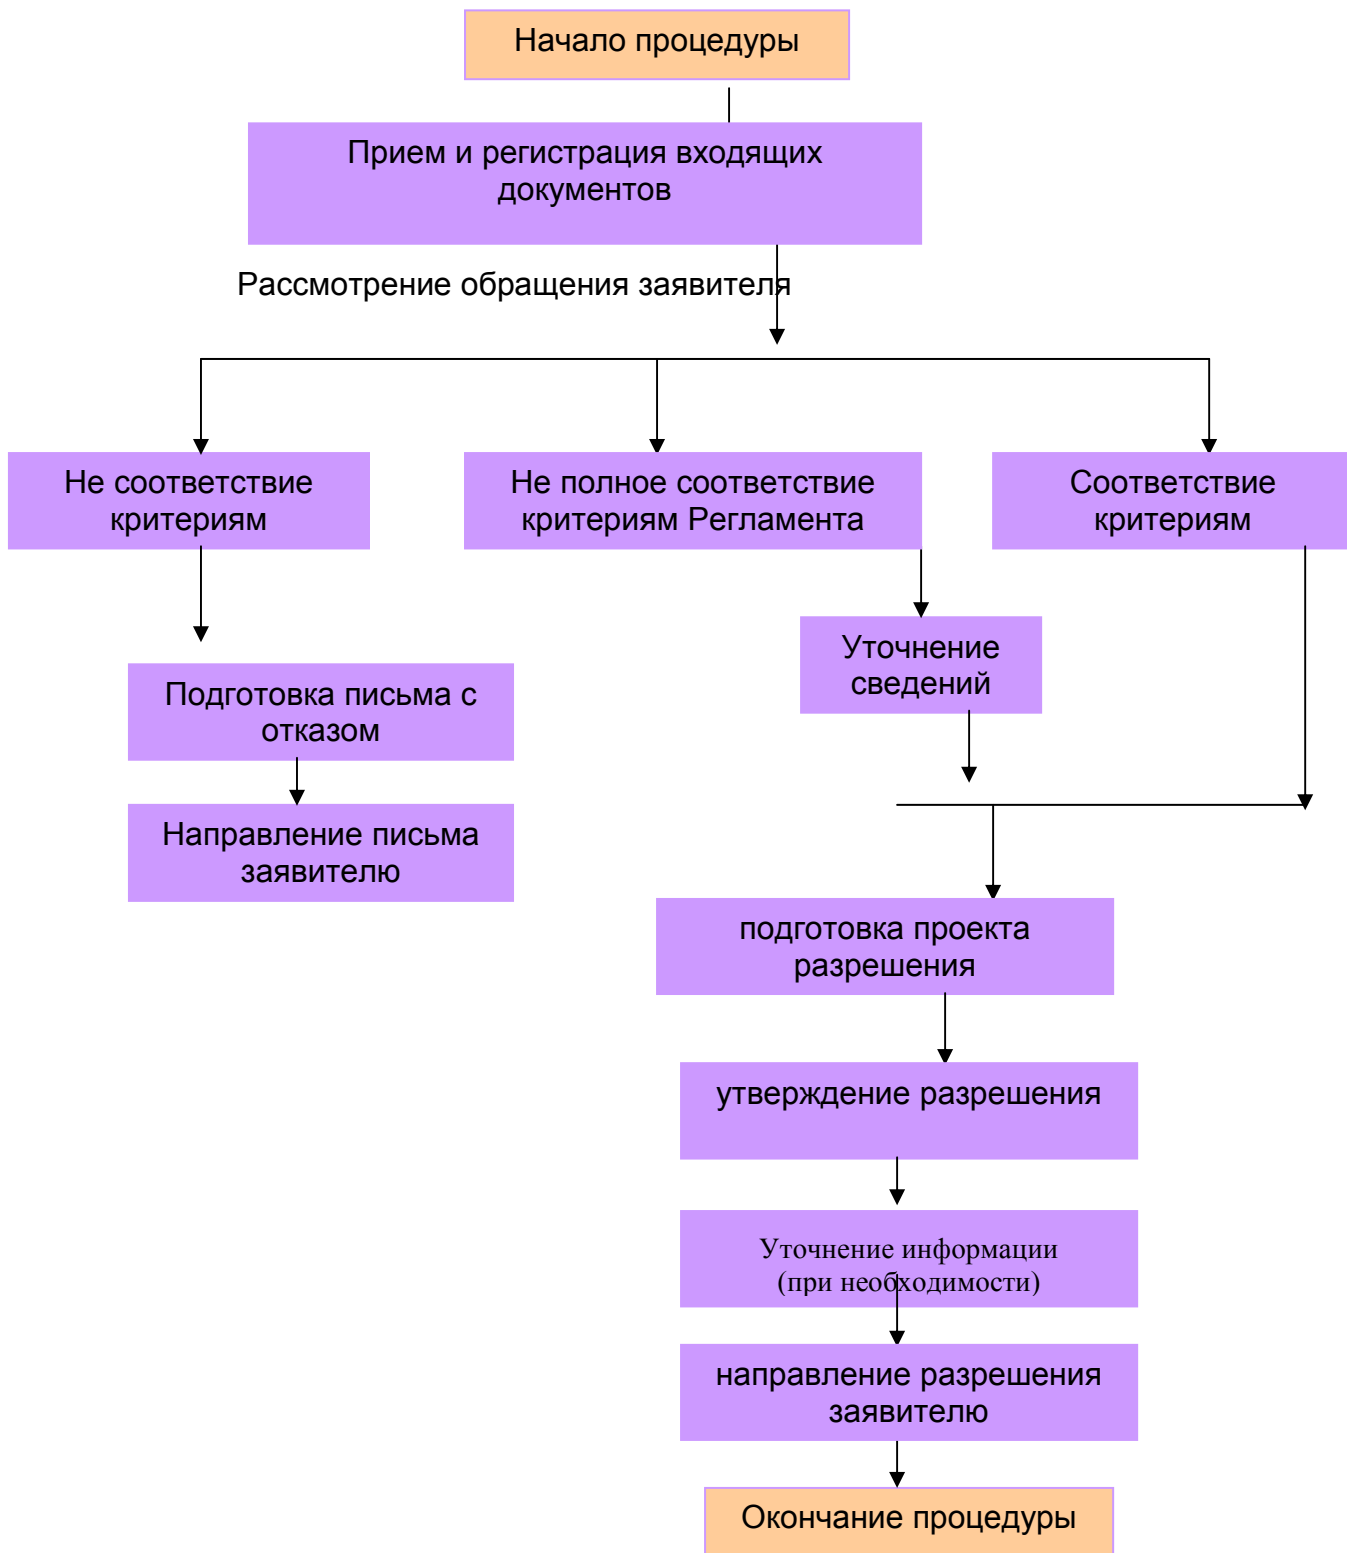 Начало процедуры
Прием и регистрация входящих
документов
Рассмотрение обращения заявителя
Не соответствие
критериям
Не полное соответствие
критериям Регламента
Соответствие
критериям
Уточнение
сведений
Подготовка письма с
отказом
Направление письма
заявителю
подготовка проекта
разрешения
утверждение разрешения
Уточнение информации
(при необходимости)
направление разрешения
заявителю
Окончание процедуры